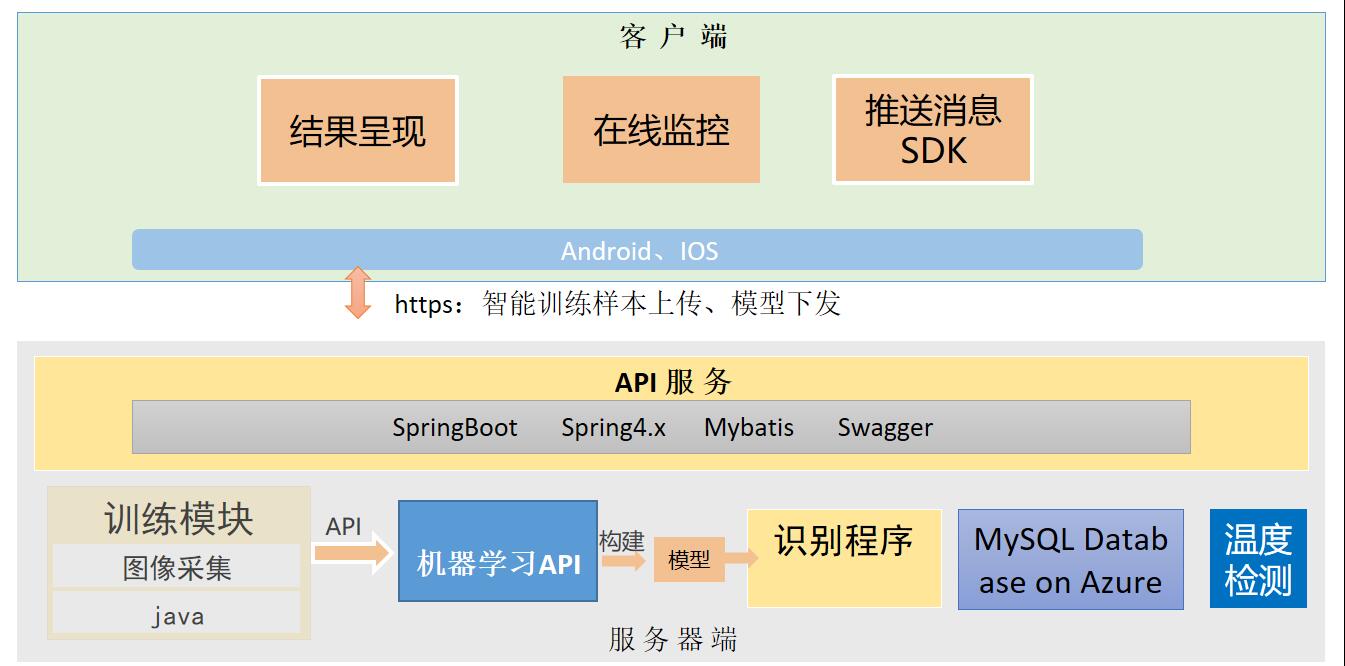 客 户 端
结果呈现
在线监控
推送消息
SDK
Android、IOS
https：智能训练样本上传、模型下发
API 服 务
SpringBoot Spring4.x Mybatis Swagger
训练模块
图像采集
java
API
机器学习API
构建
模型
识别程序
MySQL Datab
ase on Azure
温度
检测
服 务 器 端